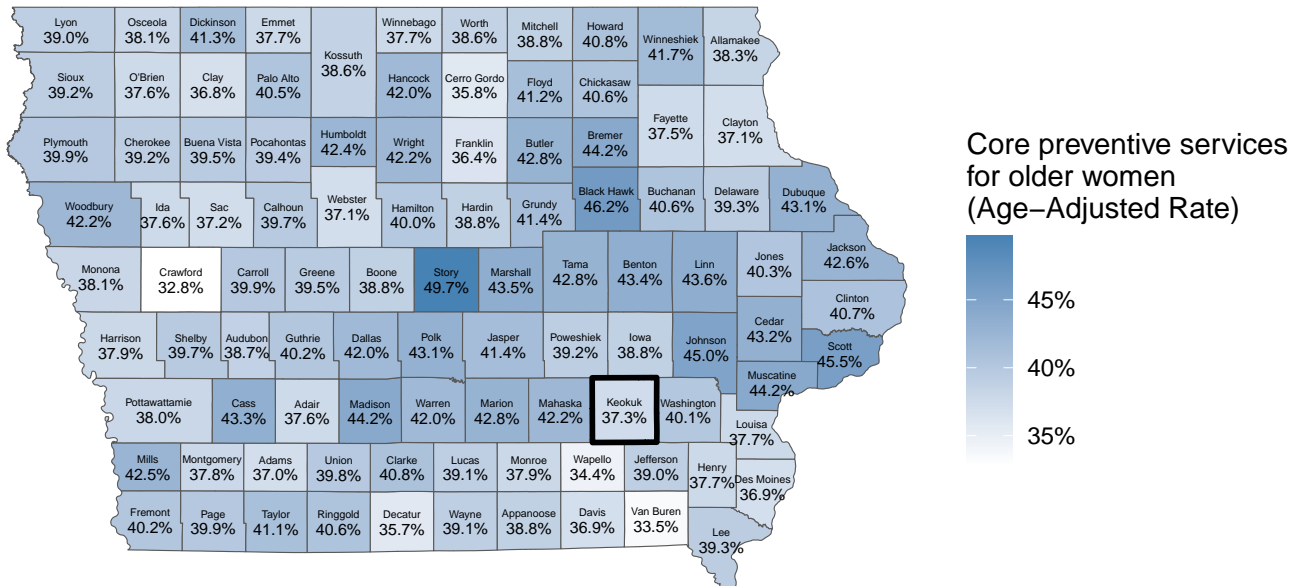 Lyon
39.0%
Osceola
38.1%
Dickinson
41.3%
Emmet
37.7%
Kossuth
38.6%
Winnebago
37.7%
Worth
38.6%
Mitchell
38.8%
Howard
40.8%
Winneshiek
41.7%
Allamakee
38.3%
Sioux
39.2%
O'Brien
37.6%
Clay
36.8%
Palo Alto
40.5%
Hancock
42.0%
Cerro Gordo
35.8%
Floyd
41.2%
Chickasaw
40.6%
Fayette
37.5%
Clayton
37.1%
Plymouth
39.9%
Cherokee
39.2%
Buena Vista
39.5%
Pocahontas
39.4%
Humboldt
42.4%
Wright
42.2%
Franklin
36.4%
Butler
42.8%
Bremer
44.2%
Woodbury
42.2%
Ida
37.6%
Sac
37.2%
Calhoun
39.7%
Webster
37.1%
Hamilton
40.0%
Hardin
38.8%
Grundy
41.4%
Black Hawk
46.2%
Buchanan
40.6%
Delaware
39.3%
Dubuque
43.1%
Monona
38.1%
Crawford
32.8%
Carroll
39.9%
Greene
39.5%
Boone
38.8%
Story
49.7%
Marshall
43.5%
Tama
42.8%
Benton
43.4%
Linn
43.6%
Jones
40.3%
Jackson
42.6%
Clinton
40.7%
Harrison
37.9%
Shelby
39.7%
Audubon
38.7%
Guthrie
40.2%
Dallas
42.0%
Polk
43.1%
Jasper
41.4%
Poweshiek
39.2%
Iowa
38.8%
Johnson
45.0%
Cedar
43.2%
Scott
45.5%
Muscatine
44.2%
Pottawattamie
38.0%
Cass
43.3%
Adair
37.6%
Madison
44.2%
Warren
42.0%
Marion
42.8%
Mahaska
42.2%
Keokuk
37.3%
Washington
40.1%
Louisa
37.7%
Mills
42.5%
Montgomery
37.8%
Adams
37.0%
Union
39.8%
Clarke
40.8%
Lucas
39.1%
Monroe
37.9%
Wapello
34.4%
Jefferson
39.0%
Henry
37.7%
Des Moines
36.9%
Fremont
40.2%
Page
39.9%
Taylor
41.1%
Ringgold
40.6%
Decatur
35.7%
Wayne
39.1%
Appanoose
38.8%
Davis
36.9%
Van Buren
33.5%
Lee
39.3%
Core preventive services
for older women
(Age−Adjusted Rate)
45%
40%
35%